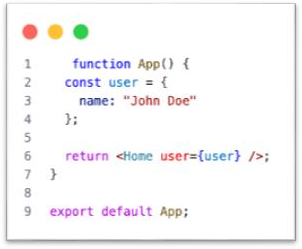 1 function App() {
2 const user = {
3 name: "John Doe"
4 };
5
6 return <Home user={user} />;
7 }
8
9 export default App;